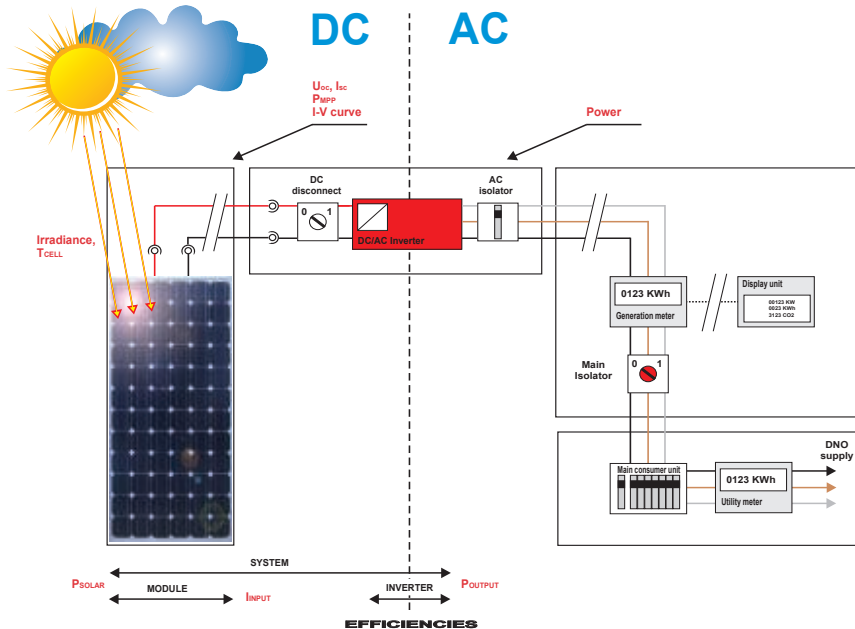 DC
AC
Uoc, Isc
PMPP
I-V curve
Power
DC
disconnect
0 1
DC/AC Inverter
AC
isolator
Irradiance,
TCELL
0123 KWh
Generation meter
Display unit
00123 KW
0023 KWh
3123 CO2
Main
Isolator
0 1
Main consumer unit
0123 KWh
Utility meter
DNO
supply
SYSTEM
PSOLAR
POUTPUT
MODULE
IINPUT
INVERTER
EFFICIENCIES